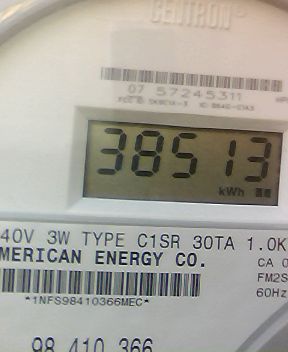 CENTRON®
07 57245311
38513
kWh
40V 3W TYPE C1SR 30TA 1.0K
MERICAN ENERGY CO.
CA 0
FM2S
60Hz
*1NFS98410366MEC*
98 410 366